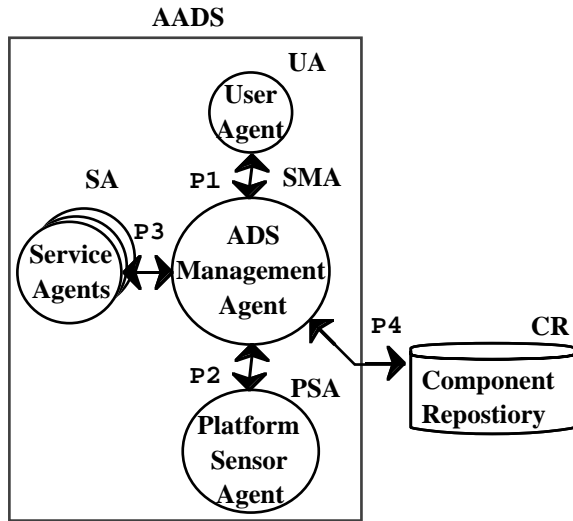 AADS
UA
User
Agent
P1
SMA
SA
P3
Service
Agents
ADS
Management
Agent
P4
CR
P2
PSA
Component
Repostiory
Platform
Sensor
Agent